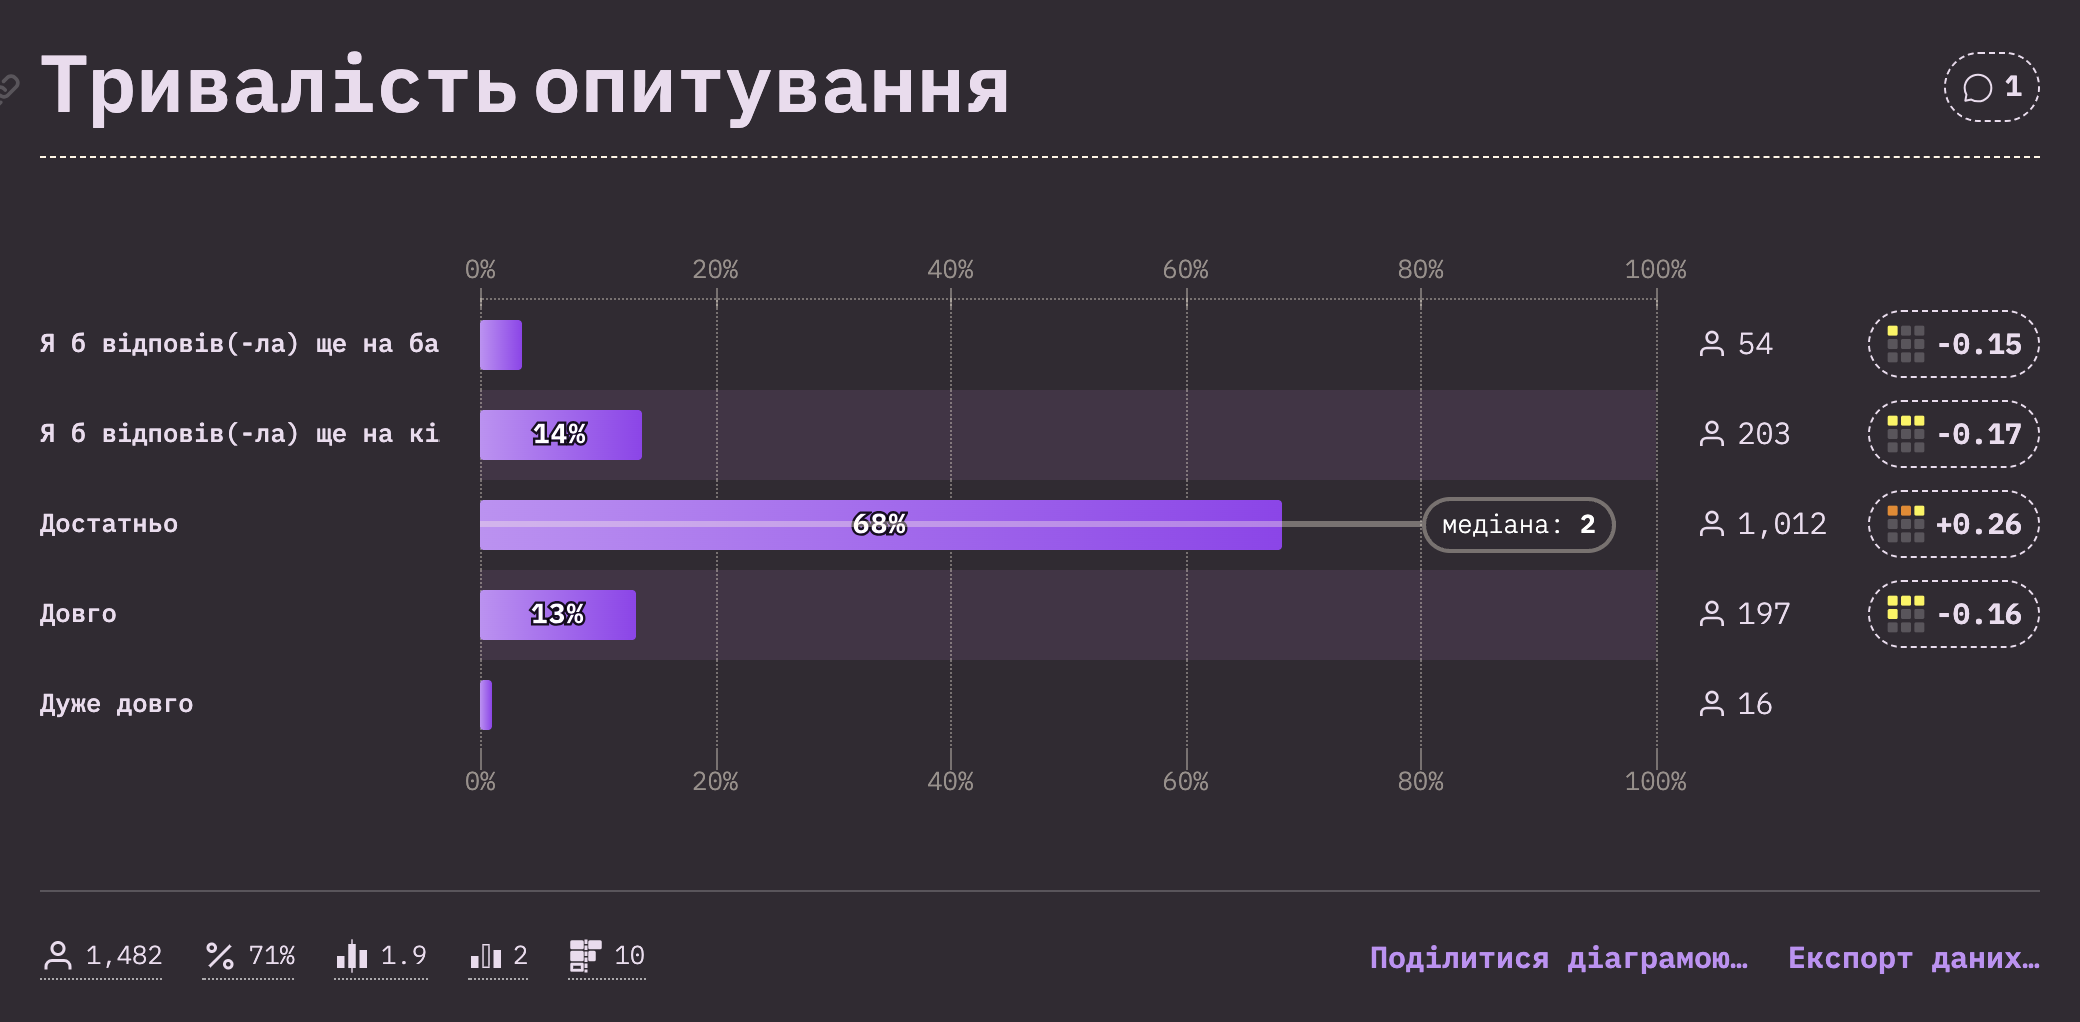 Тривалість опитування
1
0% 20% 40% 60% 80% 100%
Я б відповів(-ла) ще на ба 54 -0.15
Я б відповів(-ла) ще на кі 14% 203 -0.17
Достатньо 68% медіана: 2 1,012 +0.26
Довго 13% 197 -0.16
Дуже довго 16
0% 20% 40% 60% 80% 100%
1,482 71% 1.9 2 10 Поділитися діаграмою… Експорт даних…